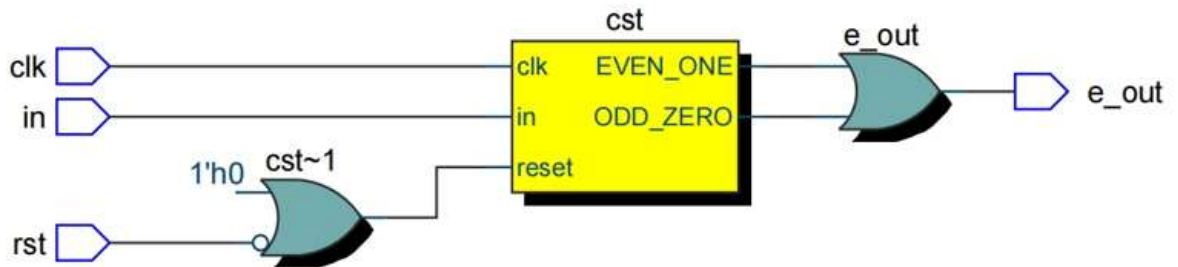 cst
e_out
clk
clk
EVEN_ONE
e_out
in
in
ODD_ZERO
1'h0
cst~1
reset
rst